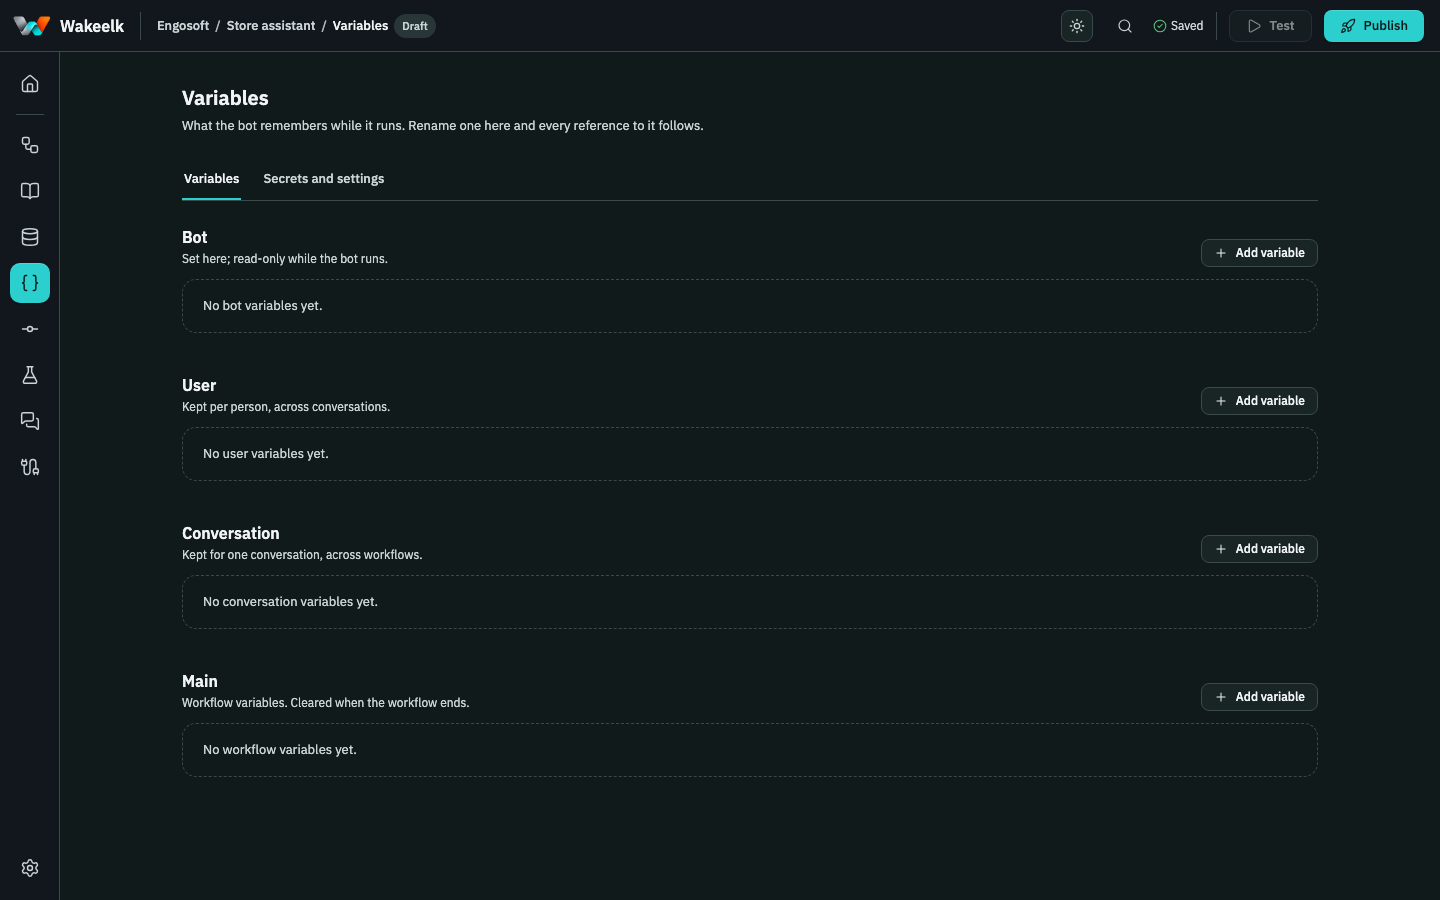 Wakeelk
Engosoft / Store assistant / Variables Draft
Saved
Test
Publish
Variables
What the bot remembers while it runs. Rename one here and every reference to it follows.
Variables Secrets and settings
Bot
Set here; read-only while the bot runs.
Add variable
No bot variables yet.
User
Kept per person, across conversations.
Add variable
No user variables yet.
Conversation
Kept for one conversation, across workflows.
Add variable
No conversation variables yet.
Main
Workflow variables. Cleared when the workflow ends.
Add variable
No workflow variables yet.